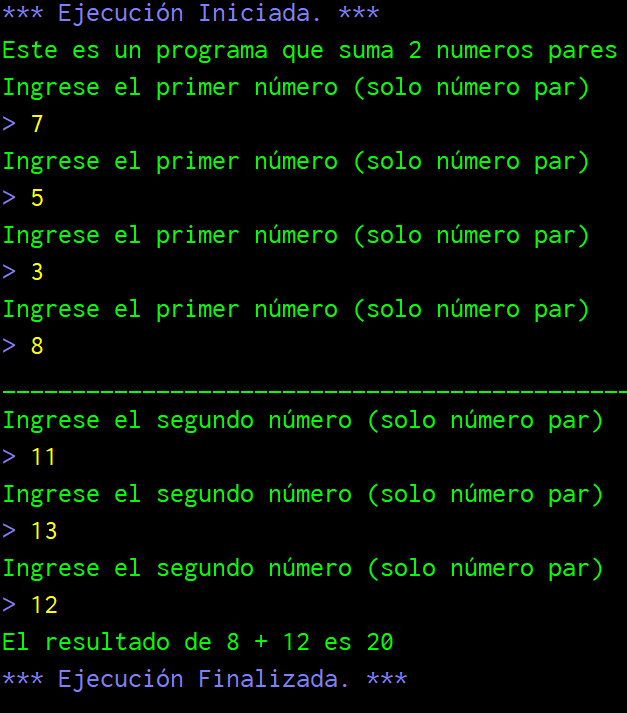 *** Ejecución Iniciada. ***
Este es un programa que suma 2 numeros pares
Ingrese el primer número (solo número par)
> 7
Ingrese el primer número (solo número par)
> 5
Ingrese el primer número (solo número par)
> 3
Ingrese el primer número (solo número par)
> 8
_____________________________________________
Ingrese el segundo número (solo número par)
> 11
Ingrese el segundo número (solo número par)
> 13
Ingrese el segundo número (solo número par)
> 12
El resultado de 8 + 12 es 20
*** Ejecución Finalizada. ***